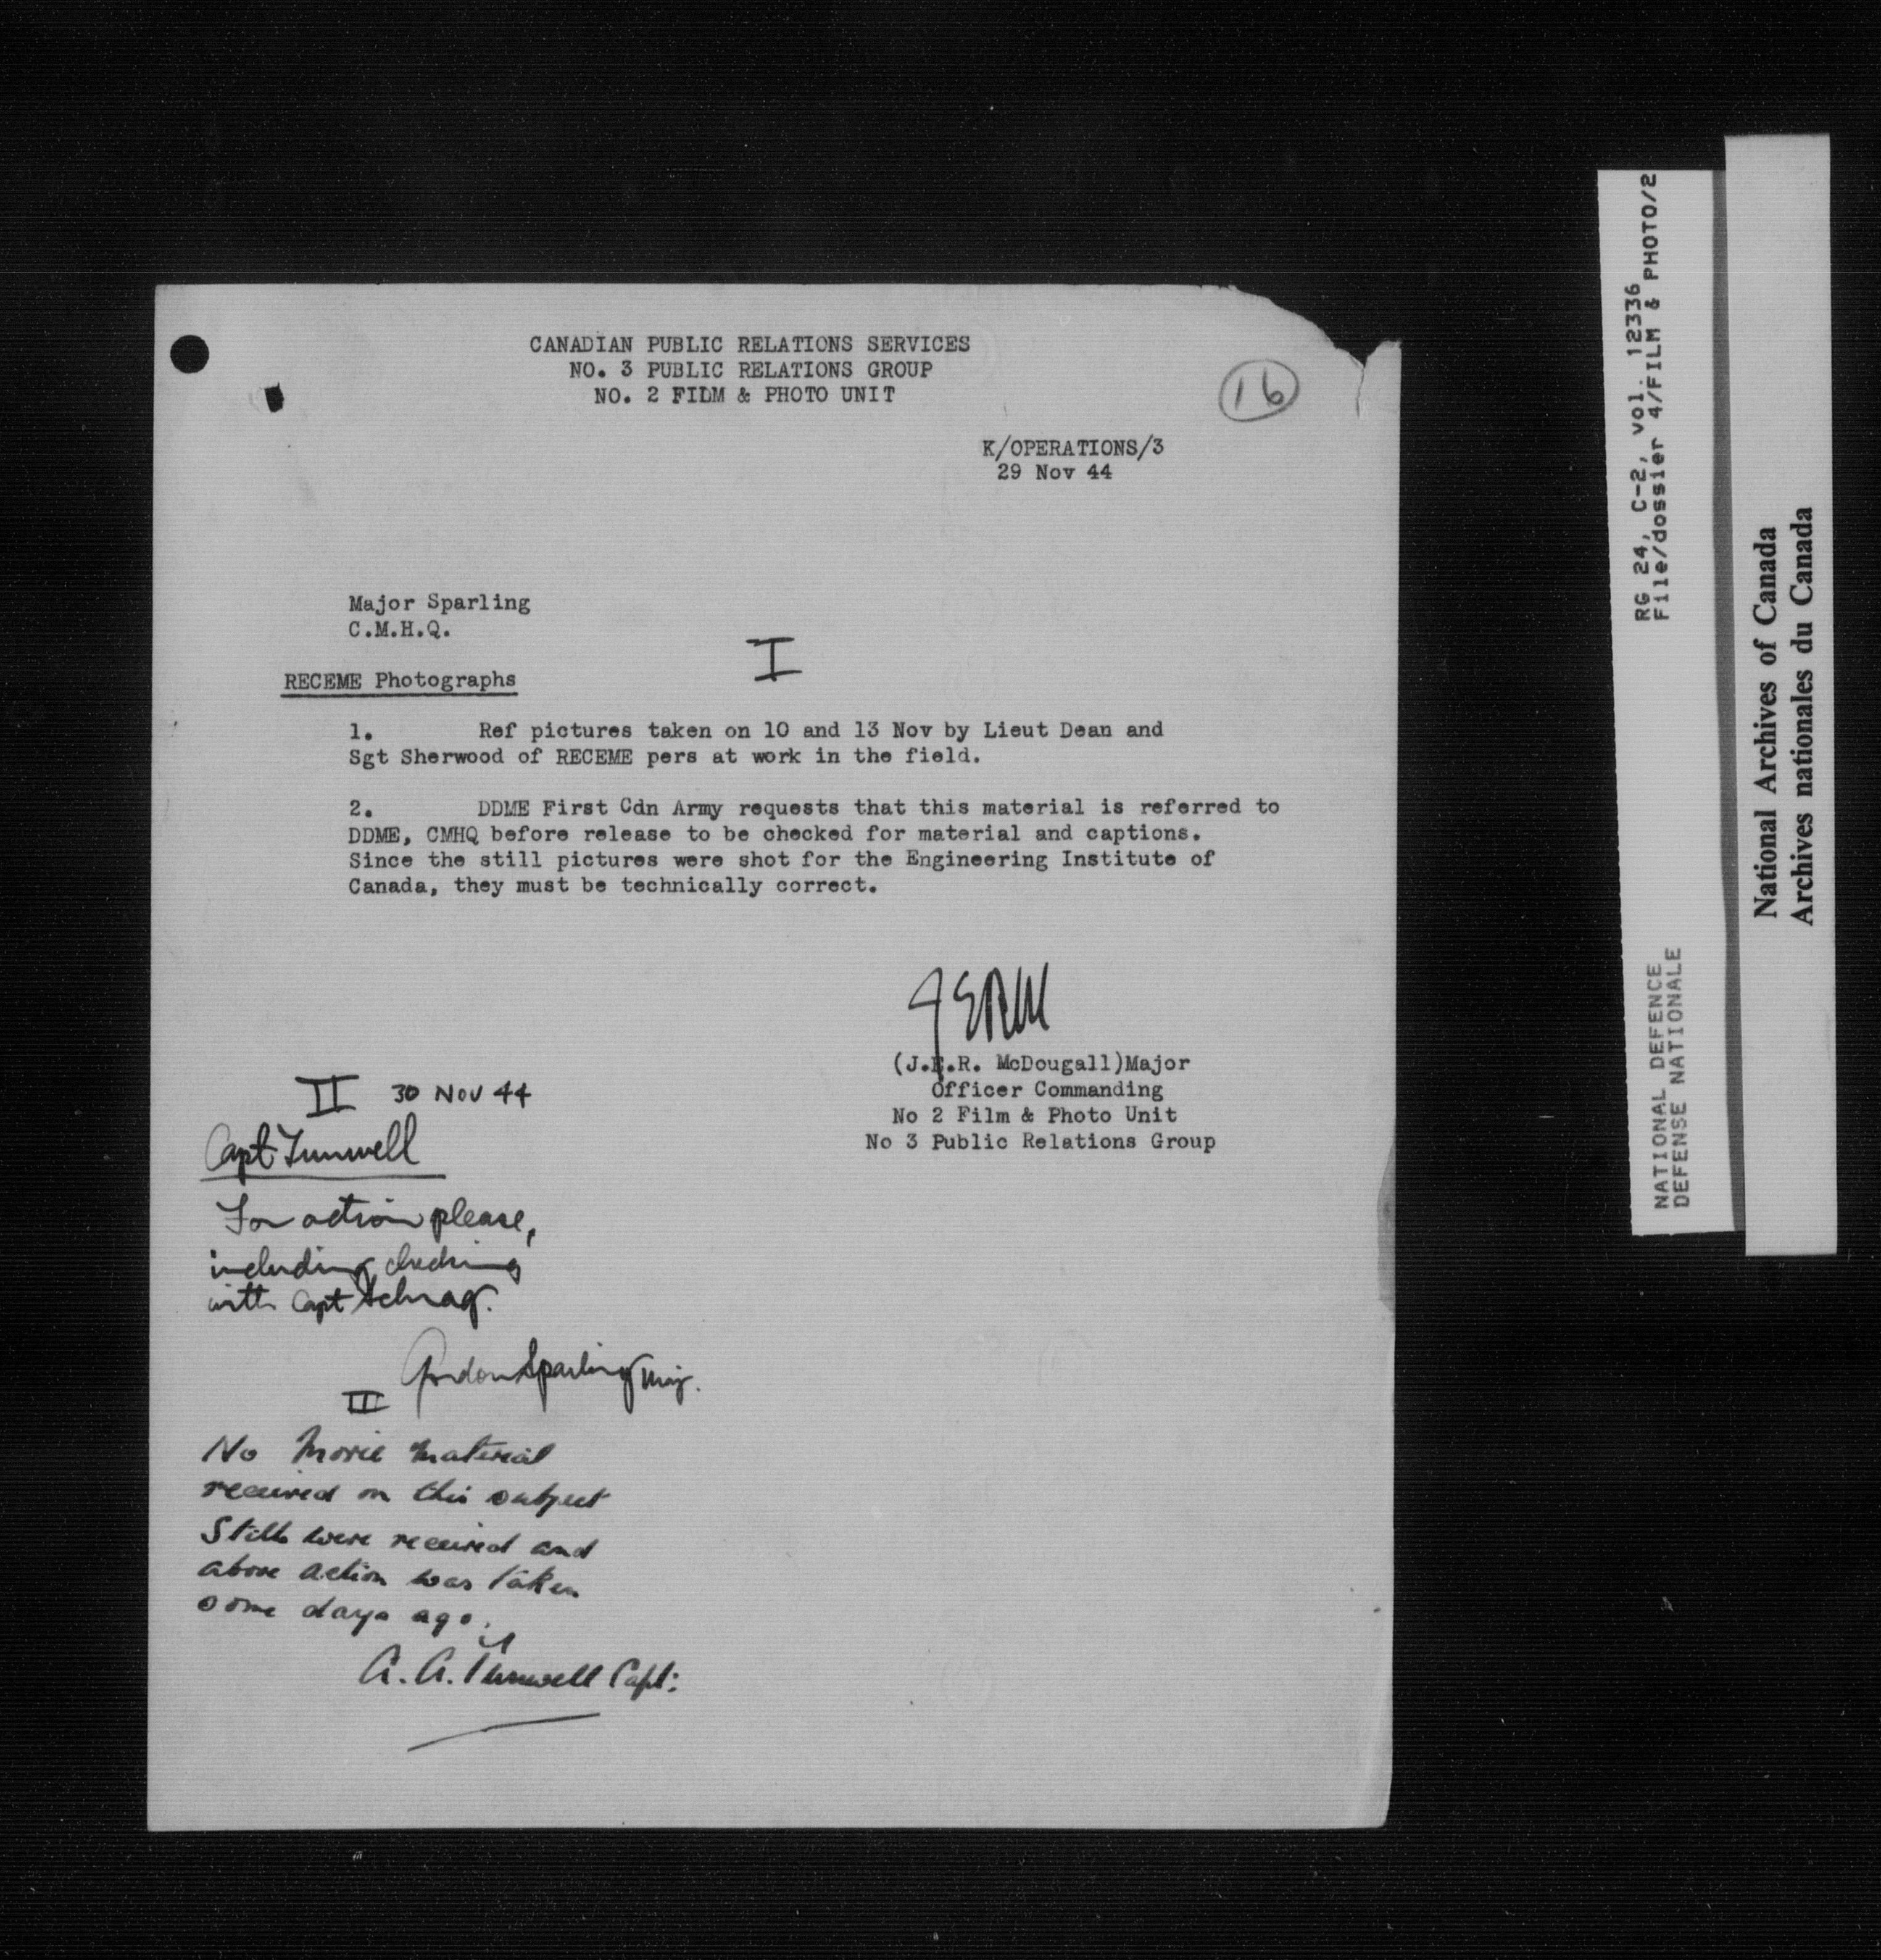 CANADIAN PUBLIC RELATIONS SERVICES
NO. 3 PUBLIC RELATIONS GROUP
NO. 2 FILM & PHOTO UNIT
16
K/OPERATIONS/3
29 Nov 44
Major Sparling
C.M.H.Q.
I
RECEME Photographs
1. Ref pictures taken on 10 and 13 Nov by Lieut Dean and
Sgt Sherwood of RECEME pers at work in the field.
2. DDME First Cdn Army requests that this material is referred to
DDME, CMHQ before release to be checked for material and captions.
Since the still pictures were shot for the Engineering Institute of
Canada, they must be technically correct.
JERM
(J.E.R. McDougall)Major
Officer Commanding
No 2 Film & Photo Unit
No 3 Public Relations Group
II 30 NOV 44
Capt Tunwell
For action please,
including checking
with Capt Schrag.
Gordon Sparling Maj.
III
No Movie material
received on this subject
Stills were received and
above action was taken
some days ago.
A. A. Tunwell Capt:
RG 24, C-2, vol. 12336
File/dossier 4/FILM & PHOTO/2
NATIONAL DEFENCE
DEFENSE NATIONALE
National Archives of Canada
Archives nationales du Canada